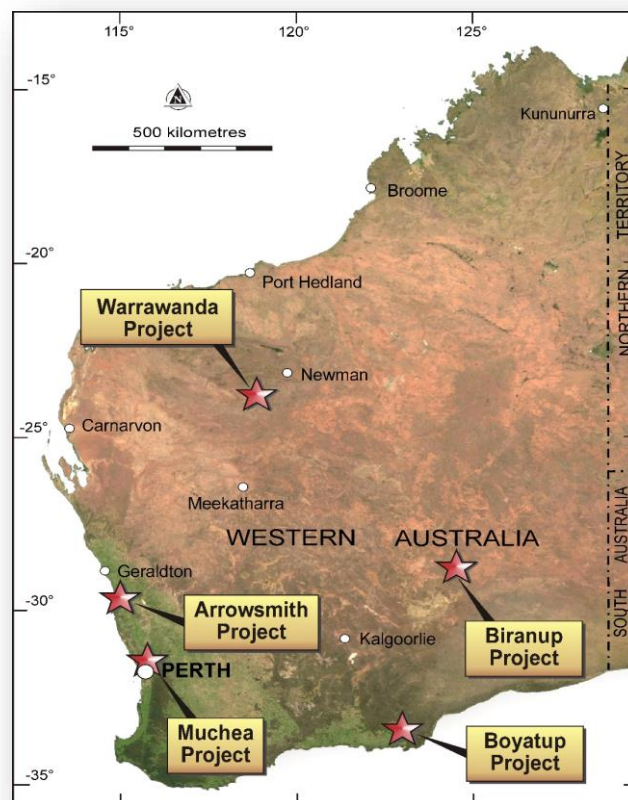 115°
120°
125°
-15°
N
500 kilometres
Kununurra
Broome
NORTHERN TERRITORY
-20°
Port Hedland
Warrawanda
Project
Newman
-25°
Carnarvon
Meekatharra
WESTERN AUSTRALIA
SOUTH AUSTRALIA
Geraldton
-30°
Arrowsmith
Project
Kalgoorlie
Biranup
Project
PERTH
Muchea
Project
Boyatup
Project
-35°